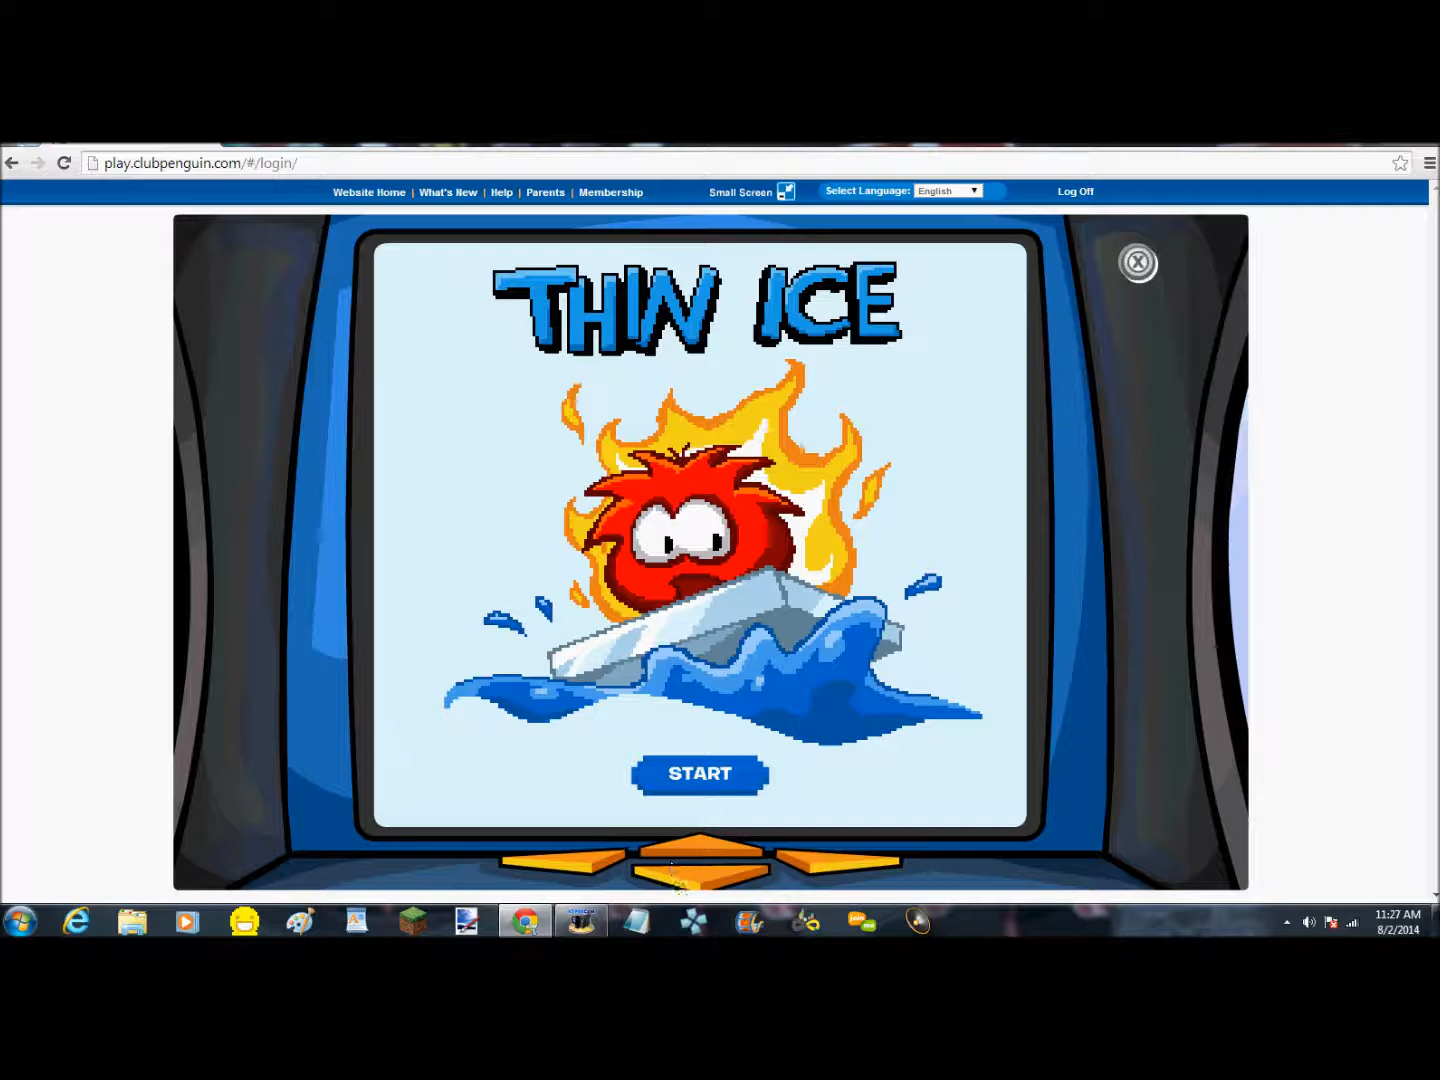 play.clubpenguin.com/#/login/
Website Home | What's New | Help | Parents | Membership
Small Screen
Select Language: English
Log Off
THIN ICE
START
11:27 AM
8/2/2014